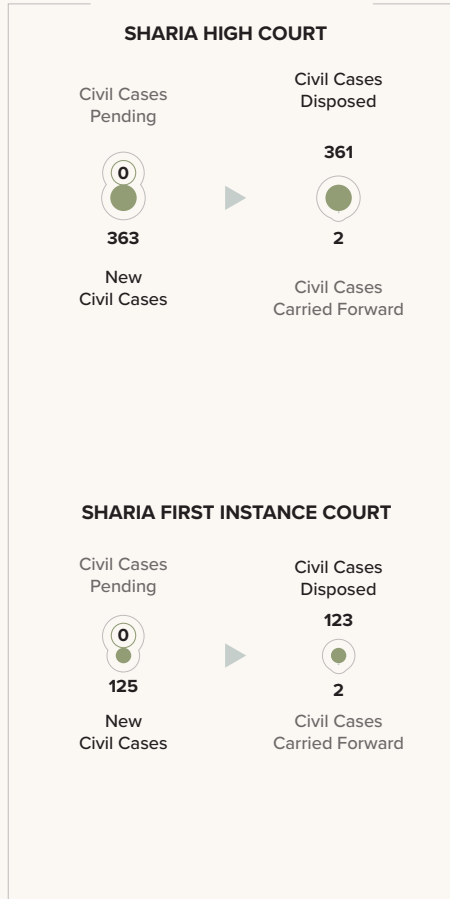 SHARIA HIGH COURT
Civil Cases
Pending
0
363
New
Civil Cases
Civil Cases
Disposed
361
2
Civil Cases
Carried Forward
SHARIA FIRST INSTANCE COURT
Civil Cases
Pending
0
125
New
Civil Cases
Civil Cases
Disposed
123
2
Civil Cases
Carried Forward